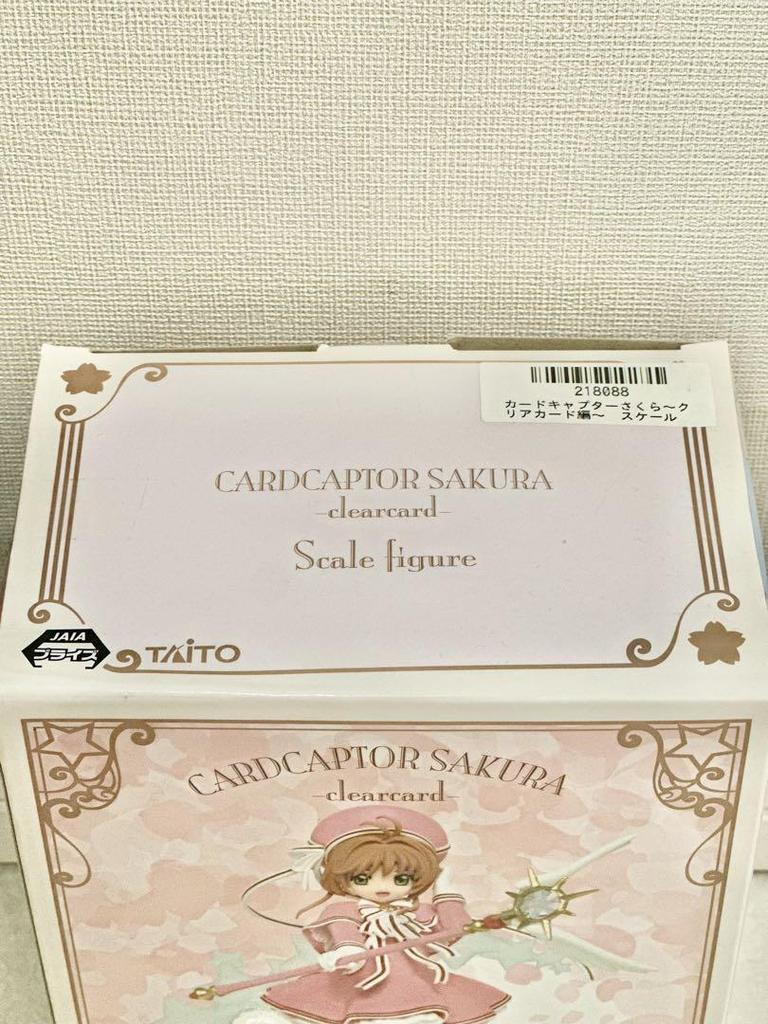 218088
カードキャプターさくら〜ク
リアカード編〜　スケール
CARDCAPTOR SAKURA
-clearcard-
Scale figure
JAIA
プライズ
TAITO
CARDCAPTOR SAKURA
-clearcard-